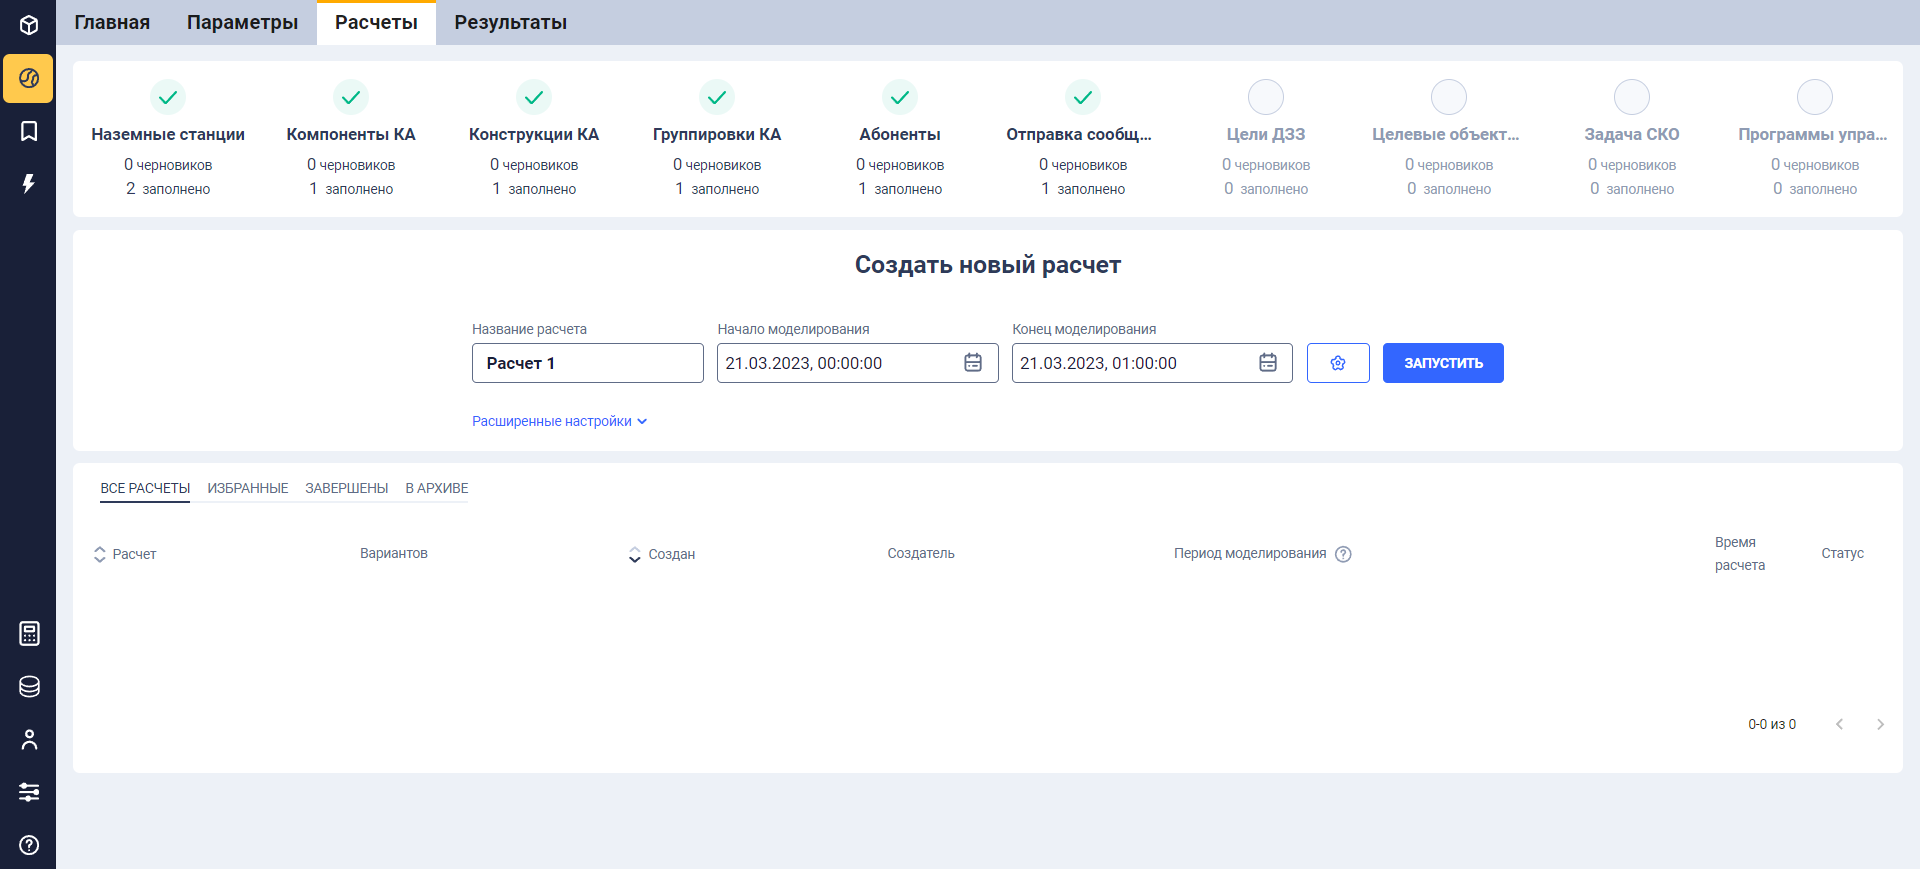 Главная Параметры Расчеты Результаты
Наземные станции Компоненты КА Конструкции КА Группировки КА Абоненты Отправка сообщ... Цели ДЗЗ Целевые объект... Задача СКО Программы упра...
0 черновиков 0 черновиков 0 черновиков 0 черновиков 0 черновиков 0 черновиков 0 черновиков 0 черновиков 0 черновиков 0 черновиков
2 заполнено 1 заполнено 1 заполнено 1 заполнено 1 заполнено 1 заполнено 0 заполнено 0 заполнено 0 заполнено 0 заполнено
Создать новый расчет
Название расчета Начало моделирования Конец моделирования
Расчет 1 21.03.2023, 00:00:00 21.03.2023, 01:00:00 ЗАПУСТИТЬ
Расширенные настройки
ВСЕ РАСЧЕТЫ ИЗБРАННЫЕ ЗАВЕРШЕНЫ В АРХИВЕ
Расчет Вариантов Создан Создатель Период моделирования ? Время расчета Статус
0-0 из 0